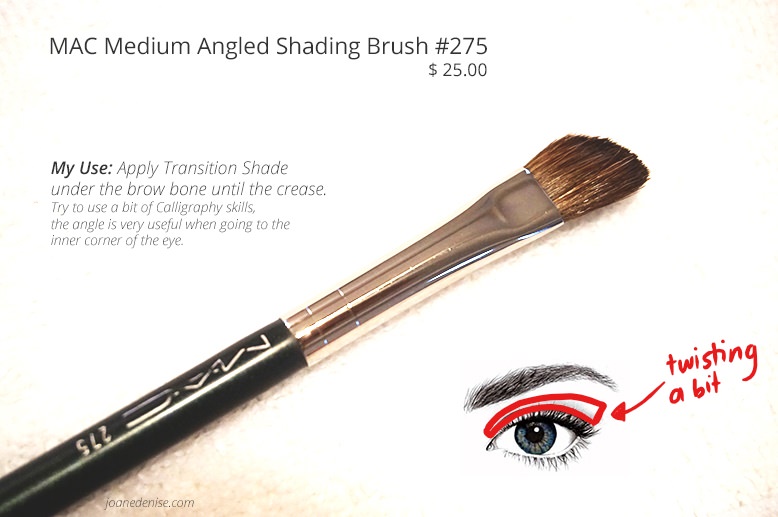 MAC Medium Angled Shading Brush #275
$ 25.00
My Use: Apply Transition Shade
under the brow bone until the crease.
Try to use a bit of Calligraphy skills,
the angle is very useful when going to the
inner corner of the eye.
M·A·C
275
twisting
a bit
joanedenise.com